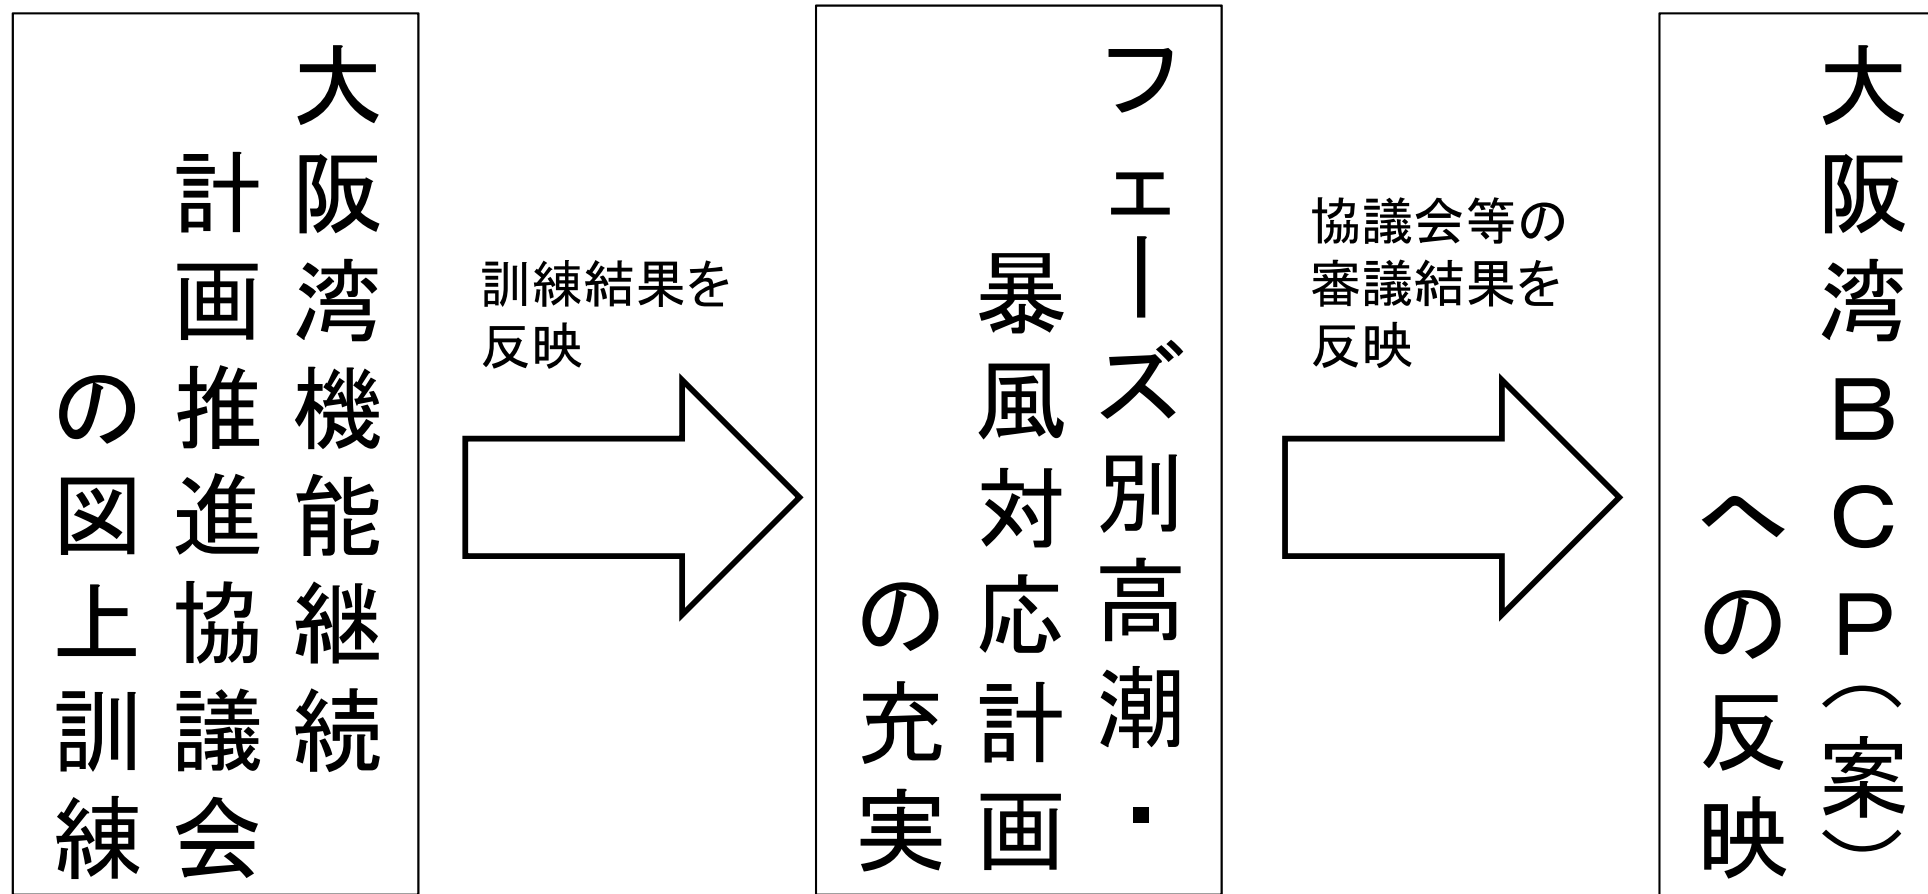 大阪湾機能継続
計画推進協議会
の図上訓練
訓練結果を
反映
フェーズ別高潮・
暴風対応計画
の充実
協議会等の
審議結果を
反映
大阪湾ＢＣＰ（案）
への反映